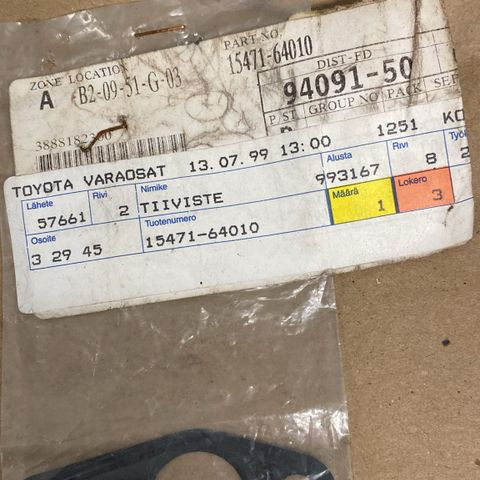 ZONE LOCATION
A B2-09-51-G-03
PART NO.
15471-64010
DIST-FD
94091-50
P ST GROUP NO PACK
TOYOTA VARAOSAT 13.07.99 13:00 1251
Lähete Rivi Nimike Alusta Rivi
57661 2 TIIVISTE 993167 8 2
Osoite Tuotenumero Määrä Lokero
3 29 45 15471-64010 1 3